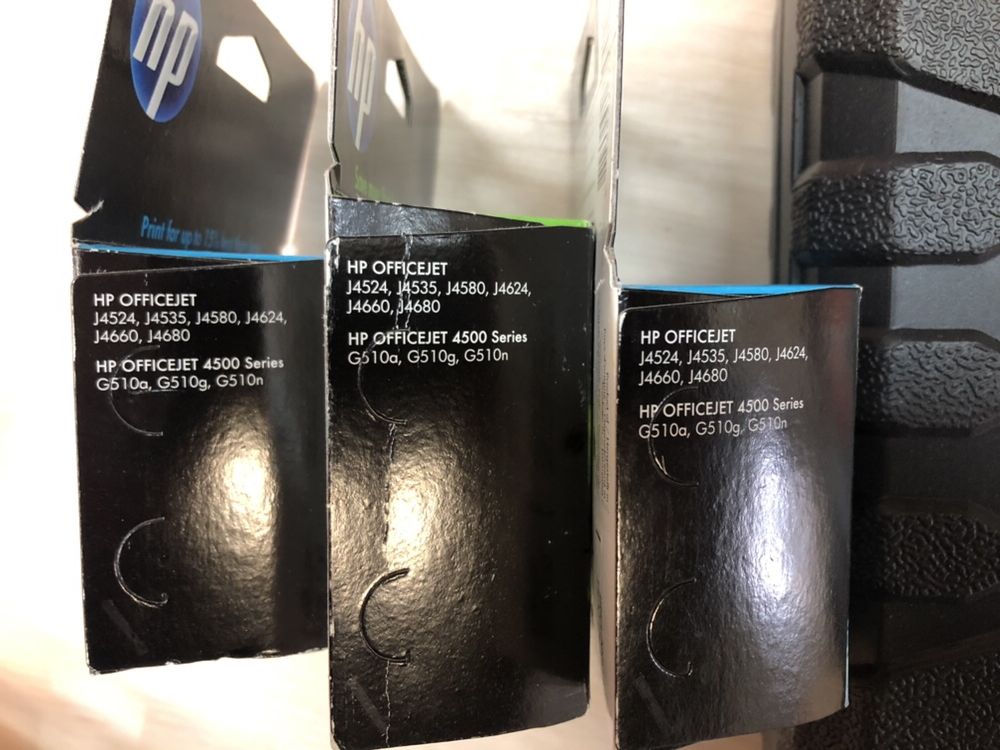 hp
hp
Print for up to 15%
HP OFFICEJET
J4524, J4535, J4580, J4624,
J4660, J4680
HP OFFICEJET 4500 Series
G510a, G510g, G510n
HP OFFICEJET
J4524, J4535, J4580, J4624,
J4660, J4680
HP OFFICEJET 4500 Series
G510a, G510g, G510n
HP OFFICEJET
J4524, J4535, J4580, J4624,
J4660, J4680
HP OFFICEJET 4500 Series
G510a, G510g, G510n